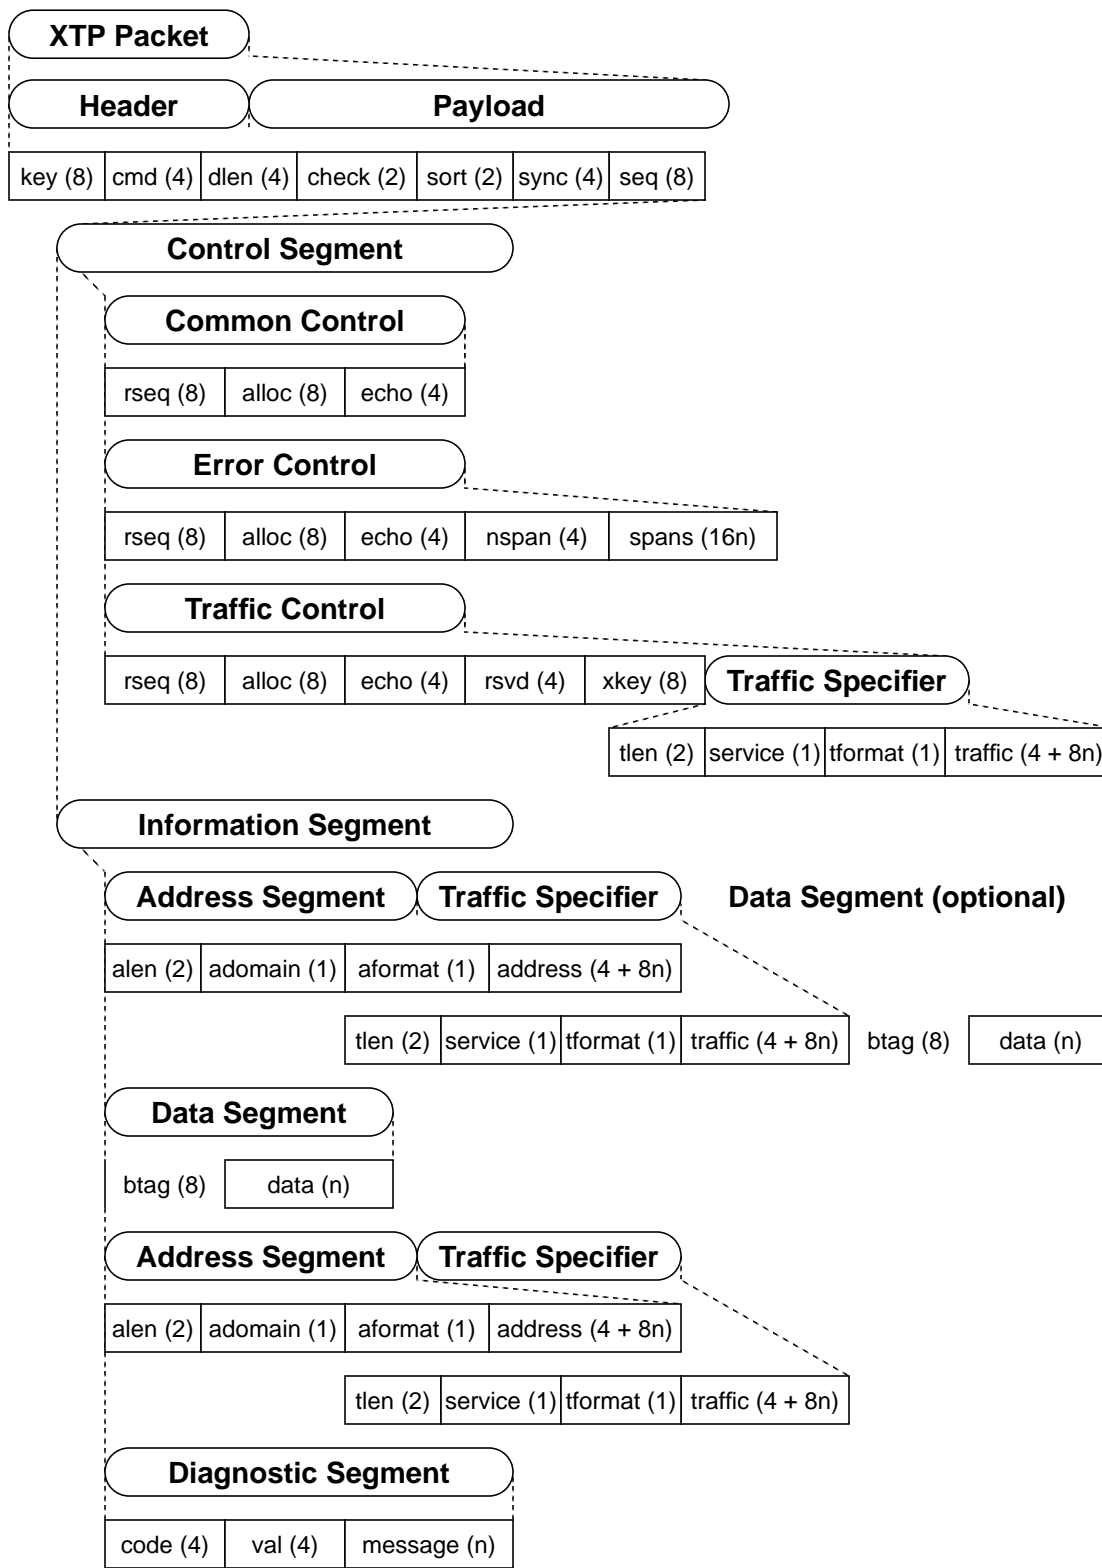 XTP Packet
Header Payload
key (8) cmd (4) dlen (4) check (2) sort (2) sync (4) seq (8)
Control Segment
Common Control
rseq (8) alloc (8) echo (4)
Error Control
rseq (8) alloc (8) echo (4) nspan (4) spans (16n)
Traffic Control
rseq (8) alloc (8) echo (4) rsvd (4) xkey (8) Traffic Specifier
tlen (2) service (1) tformat (1) traffic (4 + 8n)
Information Segment
Address Segment Traffic Specifier Data Segment (optional)
alen (2) adomain (1) aformat (1) address (4 + 8n)
tlen (2) service (1) tformat (1) traffic (4 + 8n) btag (8) data (n)
Data Segment
btag (8) data (n)
Address Segment Traffic Specifier
alen (2) adomain (1) aformat (1) address (4 + 8n)
tlen (2) service (1) tformat (1) traffic (4 + 8n)
Diagnostic Segment
code (4) val (4) message (n)